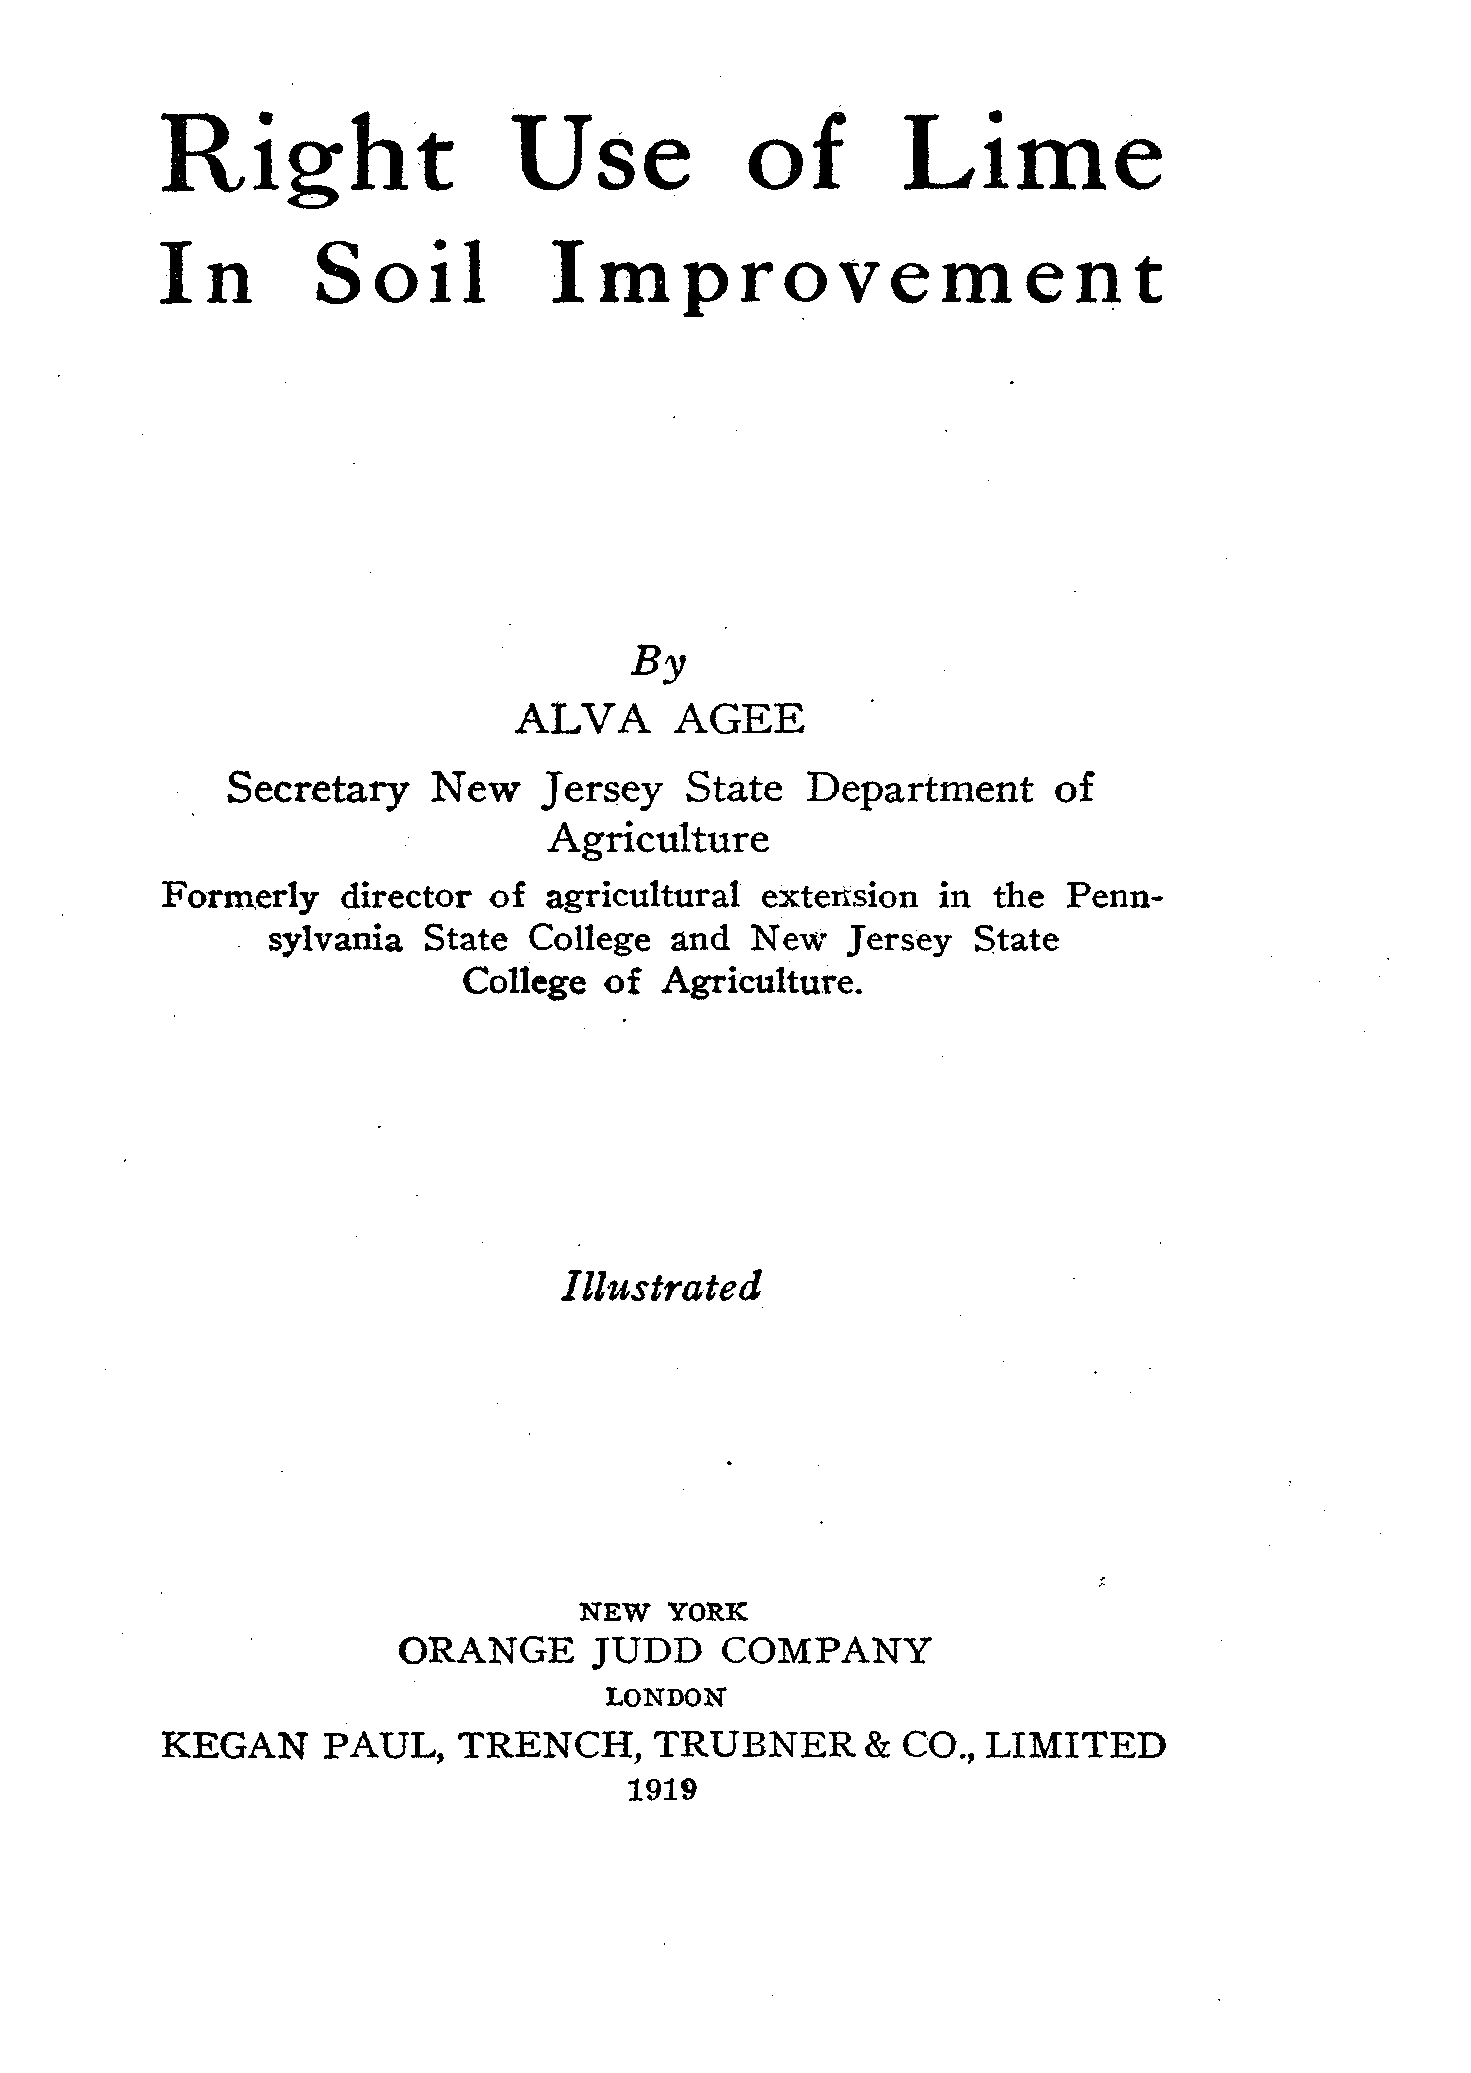 Right Use of Lime
In Soil Improvement
By
ALVA AGEE
Secretary New Jersey State Department of
Agriculture
Formerly director of agricultural extension in the Penn-
sylvania State College and New Jersey State
College of Agriculture.
Illustrated
NEW YORK
ORANGE JUDD COMPANY
LONDON
KEGAN PAUL, TRENCH, TRUBNER & CO., LIMITED
1919